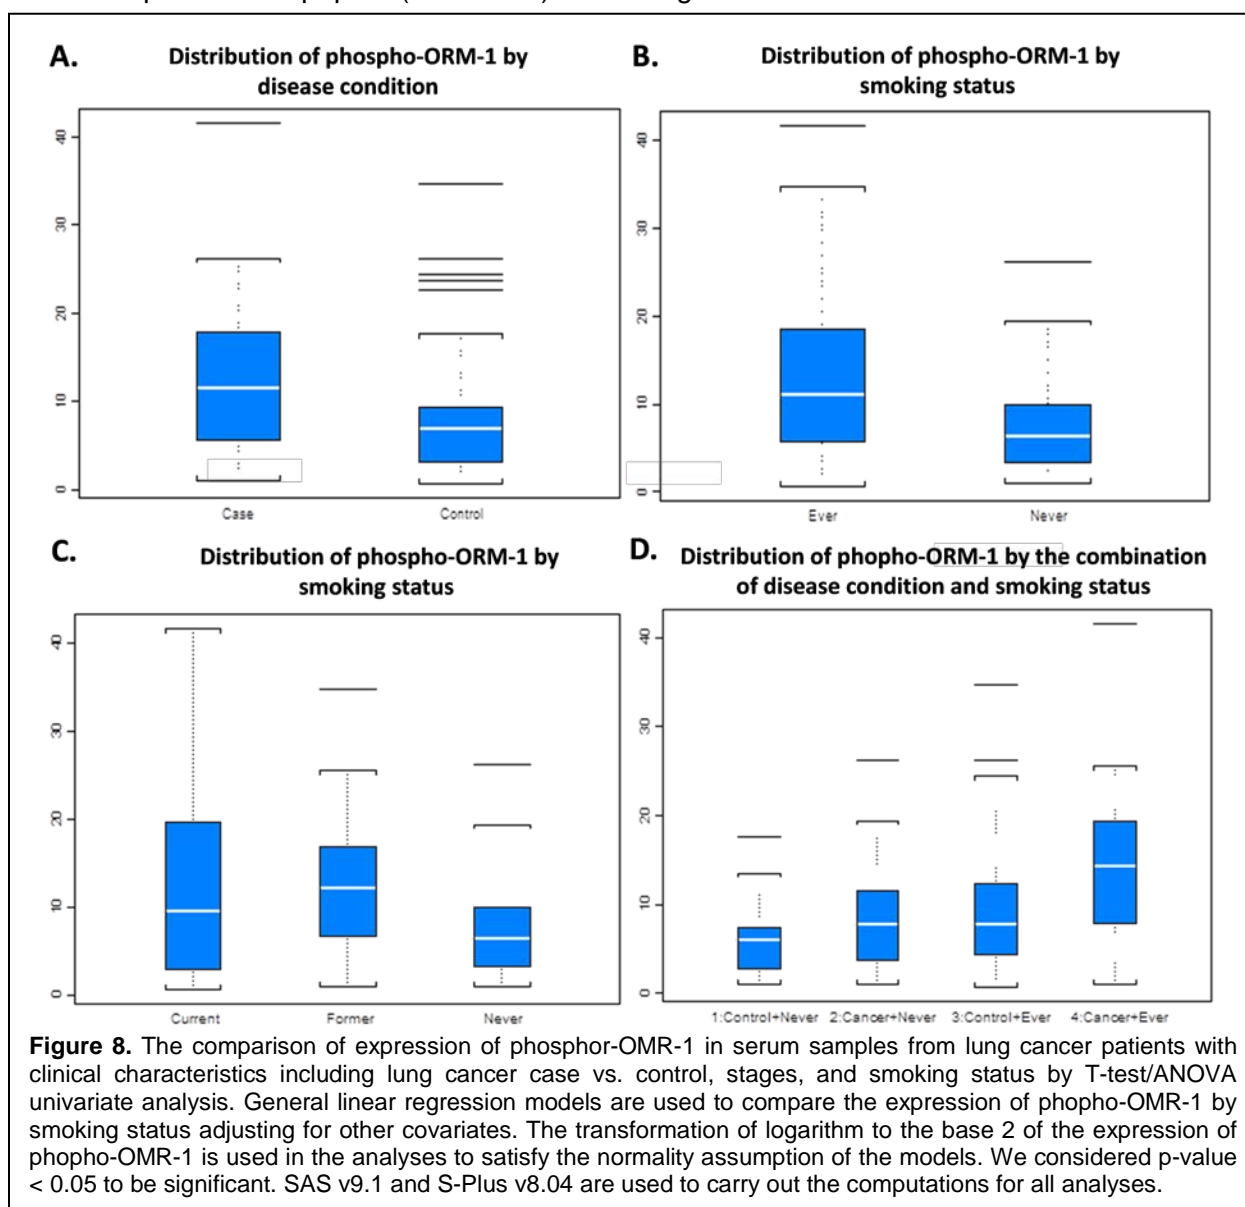 A.
Distribution of phospho-ORM-1 by
disease condition
40
30
20
10
0
Case Control
B.
Distribution of phospho-ORM-1 by
smoking status
40
30
20
10
0
Ever Never
C.
Distribution of phospho-ORM-1 by
smoking status
40
30
20
10
0
Current Former Never
D.
Distribution of phopho-ORM-1 by the combination
of disease condition and smoking status
40
30
20
10
0
1:Control+Never 2:Cancer+Never 3:Control+Ever 4:Cancer+Ever
Figure 8. The comparison of expression of phosphor-OMR-1 in serum samples from lung cancer patients with
clinical characteristics including lung cancer case vs. control, stages, and smoking status by T-test/ANOVA
univariate analysis. General linear regression models are used to compare the expression of phopho-OMR-1 by
smoking status adjusting for other covariates. The transformation of logarithm to the base 2 of the expression of
phopho-OMR-1 is used in the analyses to satisfy the normality assumption of the models. We considered p-value
< 0.05 to be significant. SAS v9.1 and S-Plus v8.04 are used to carry out the computations for all analyses.